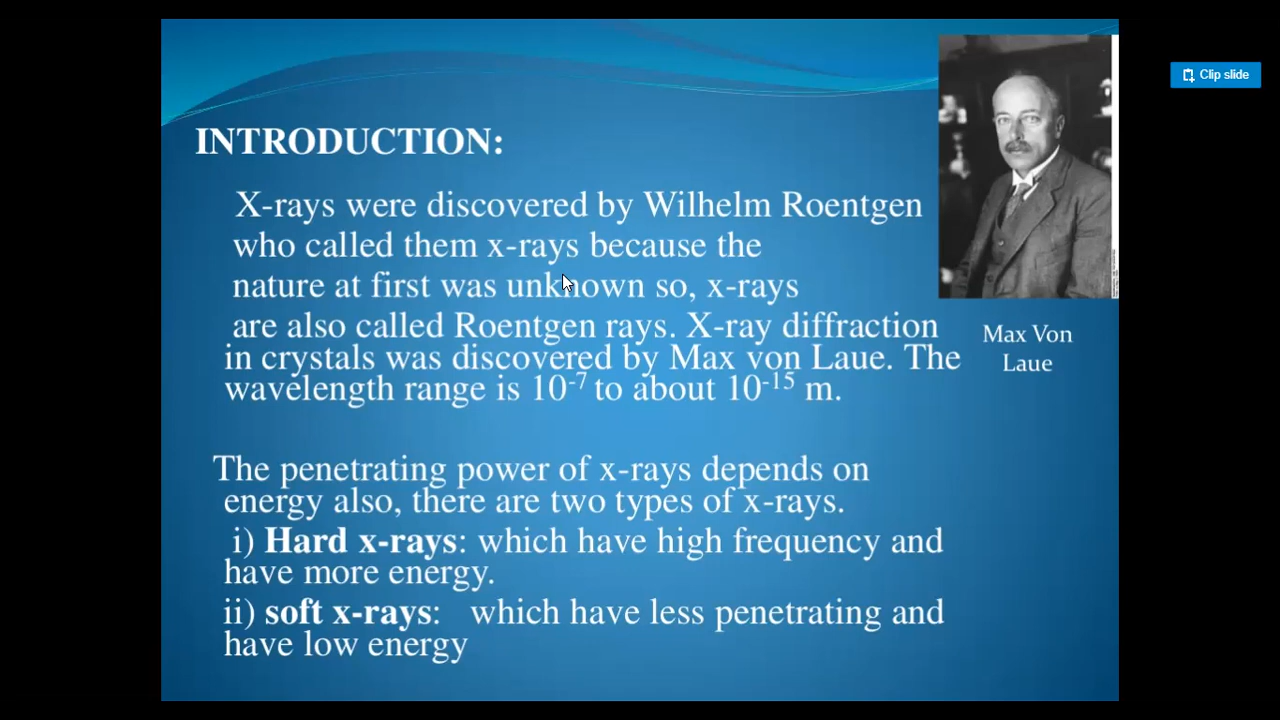 Clip slide
INTRODUCTION:
X-rays were discovered by Wilhelm Roentgen
who called them x-rays because the
nature at first was unknown so, x-rays
are also called Roentgen rays. X-ray diffraction
in crystals was discovered by Max von Laue. The
wavelength range is 10⁻⁷ to about 10⁻¹⁵ m.
Max Von
Laue
The penetrating power of x-rays depends on
energy also, there are two types of x-rays.
i) Hard x-rays: which have high frequency and
have more energy.
ii) soft x-rays: which have less penetrating and
have low energy